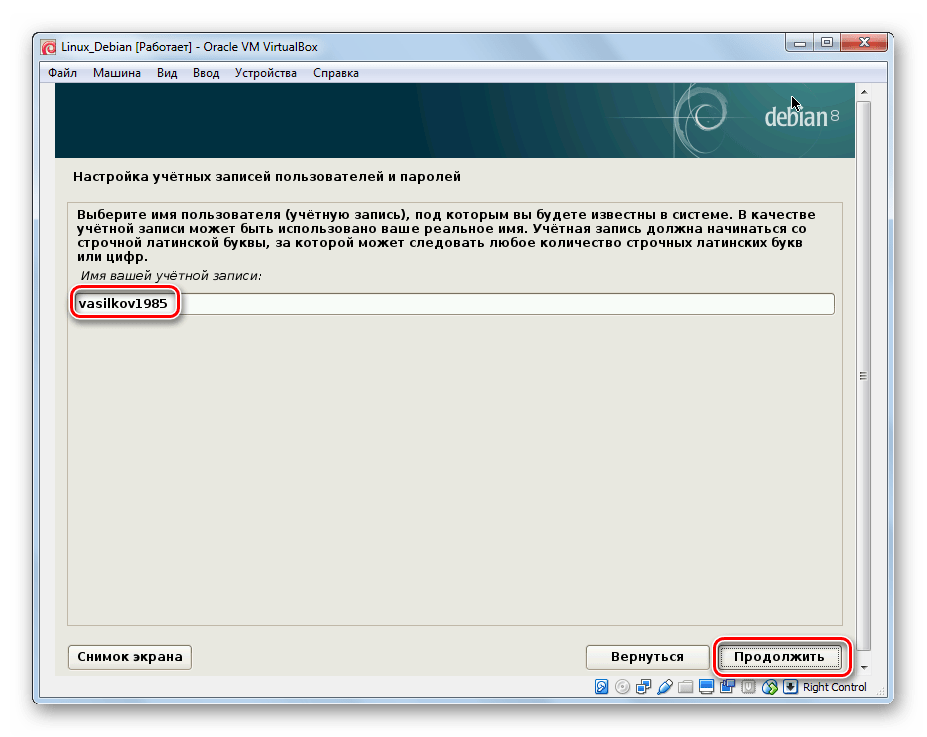 Linux_Debian [Работает] - Oracle VM VirtualBox
Файл Машина Вид Ввод Устройства Справка
debian 8
Настройка учётных записей пользователей и паролей
Выберите имя пользователя (учётную запись), под которым вы будете известны в системе. В качестве
учётной записи может быть использовано ваше реальное имя. Учётная запись должна начинаться со
строчной латинской буквы, за которой может следовать любое количество строчных латинских букв
или цифр.
Имя вашей учётной записи:
vasilkov1985
Снимок экрана Вернуться Продолжить
Right Control